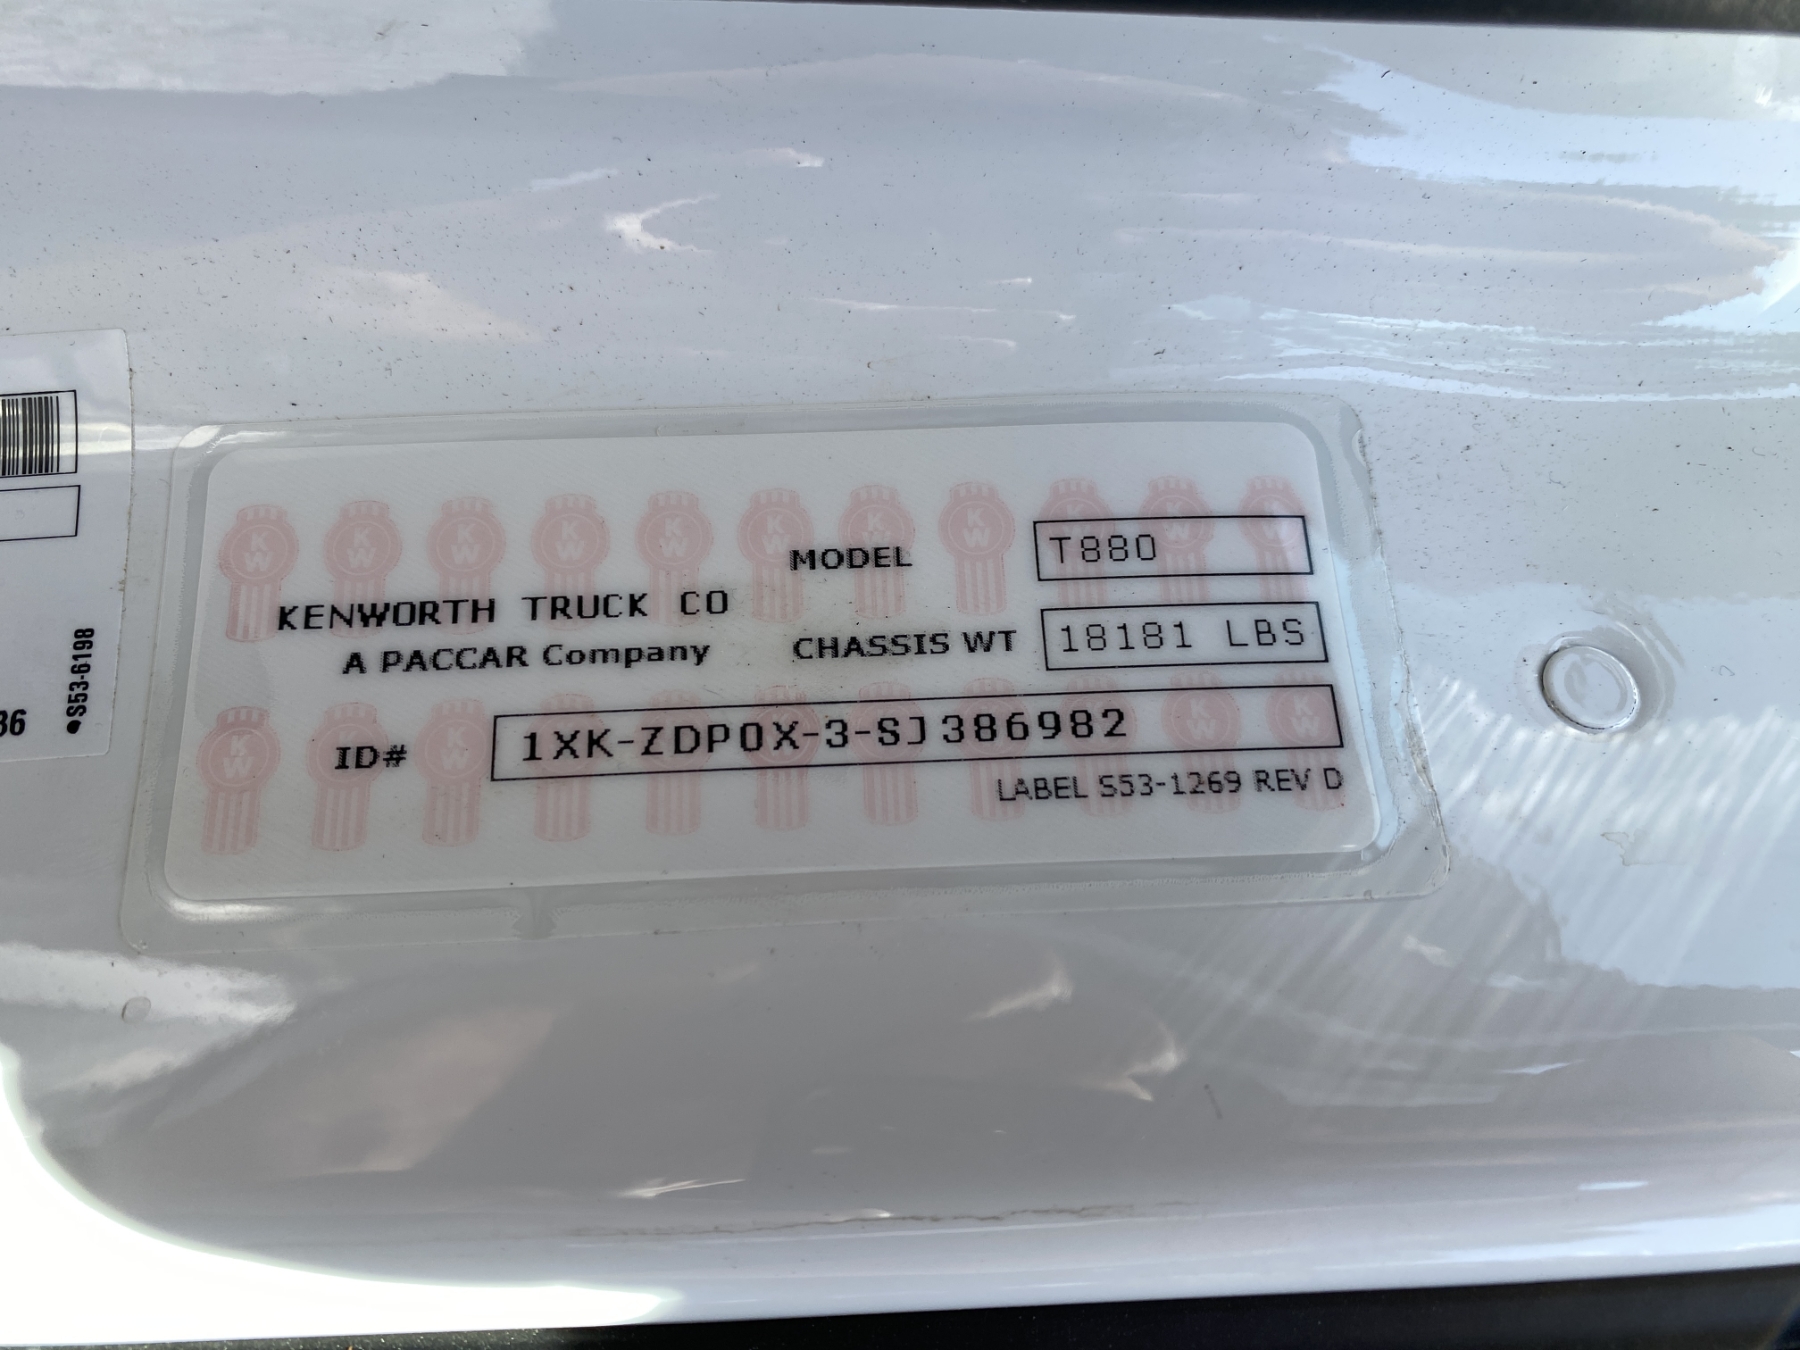 MODEL T880
KENWORTH TRUCK CO
A PACCAR Company
CHASSIS WT 18181 LBS
ID# 1XK-ZDP0X-3-SJ386982
LABEL S53-1269 REV D
36
•S53-6198
KW